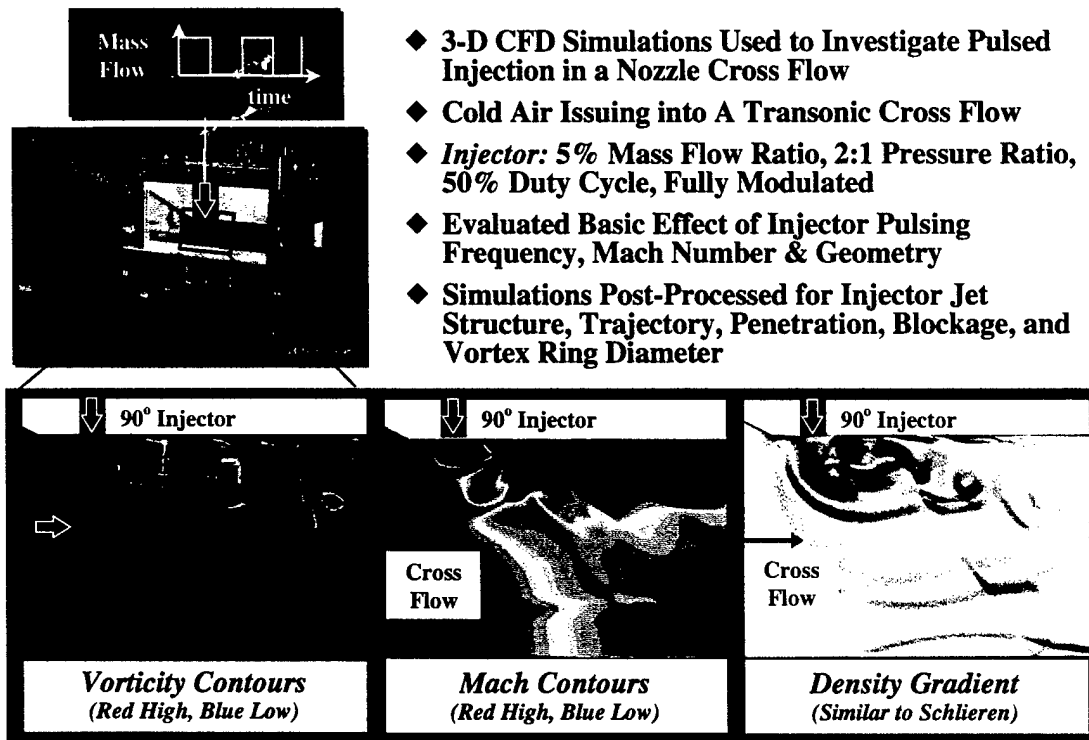 Mass
Flow
time
◆ 3-D CFD Simulations Used to Investigate Pulsed
Injection in a Nozzle Cross Flow
◆ Cold Air Issuing into A Transonic Cross Flow
◆ Injector: 5% Mass Flow Ratio, 2:1 Pressure Ratio,
50% Duty Cycle, Fully Modulated
◆ Evaluated Basic Effect of Injector Pulsing
Frequency, Mach Number & Geometry
◆ Simulations Post-Processed for Injector Jet
Structure, Trajectory, Penetration, Blockage, and
Vortex Ring Diameter
90° Injector
Vorticity Contours
(Red High, Blue Low)
90° Injector
Cross
Flow
Mach Contours
(Red High, Blue Low)
90° Injector
Cross
Flow
Density Gradient
(Similar to Schlieren)